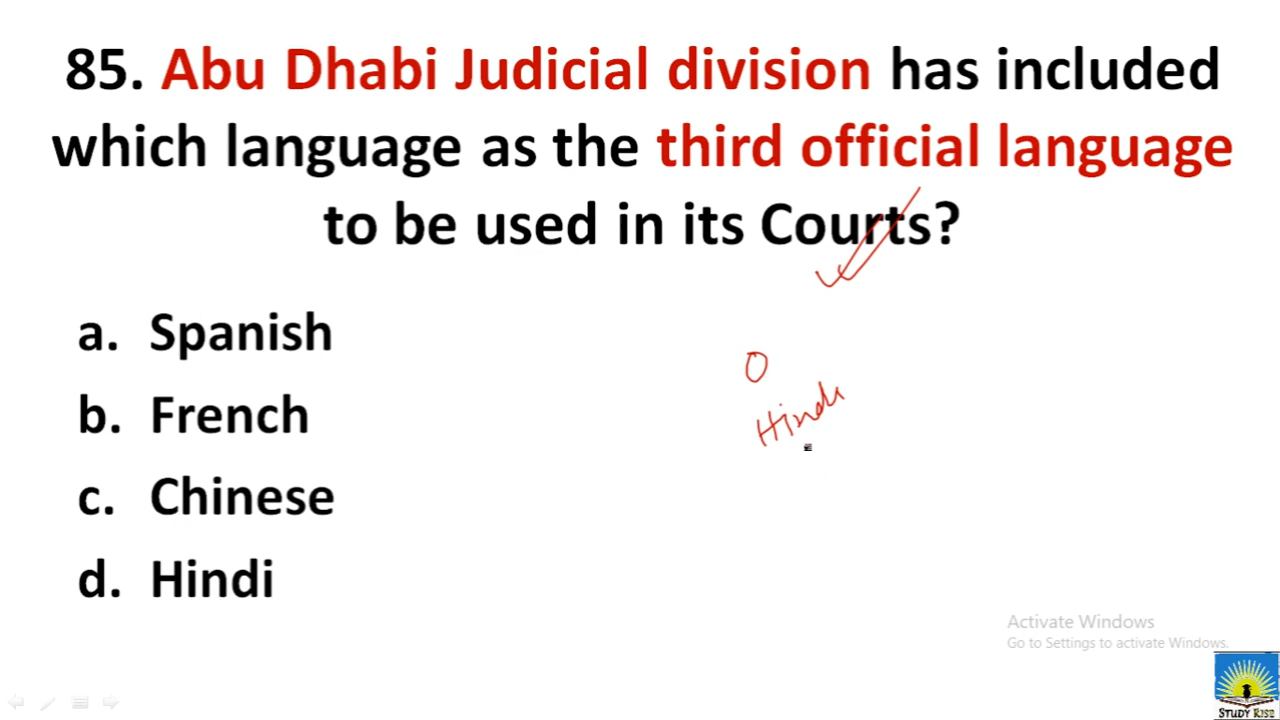 85. Abu Dhabi Judicial division has included
which language as the third official language
to be used in its Courts?
a. Spanish
b. French
c. Chinese
d. Hindi
O
Hindi
Activate Windows
Go to Settings to activate Windows.
STUDY RISE